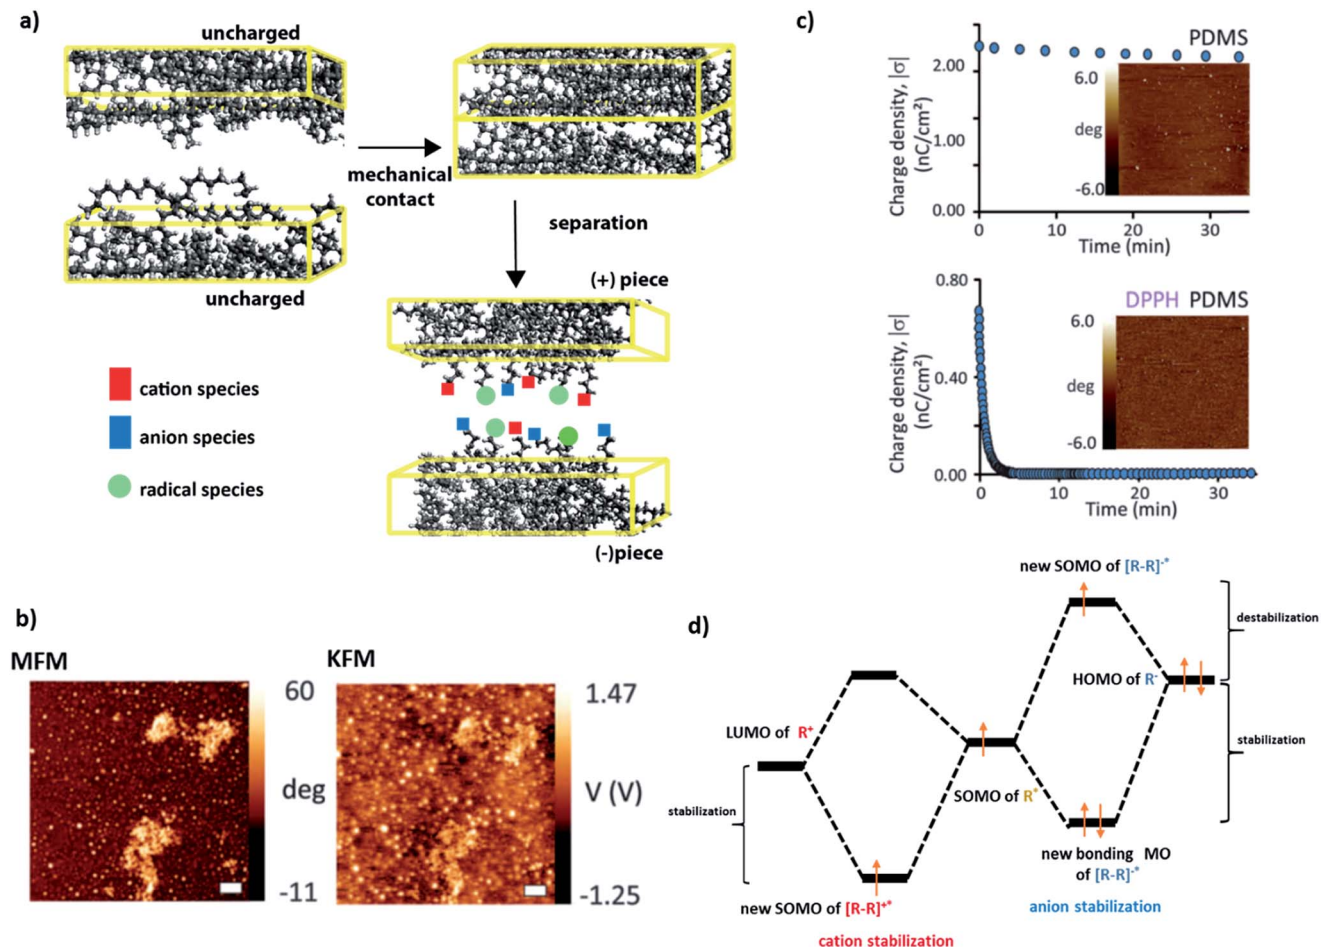 a)
uncharged
uncharged
mechanical
contact
separation
(+) piece
(-)piece
cation species
anion species
radical species
b)
MFM
60
deg
-11
KFM
1.47
V (V)
-1.25
c)
Charge density, |σ|
(nC/cm²)
2.00
1.00
0.00
PDMS
6.0
deg
-6.0
0
10
20
30
Time (min)
Charge density, |σ|
(nC/cm²)
0.80
0.40
0.00
DPPH PDMS
6.0
deg
-6.0
0
10
20
30
Time (min)
d)
new SOMO of [R-R]-*
destabilization
HOMO of R-
stabilization
LUMO of R+
stabilization
SOMO of R*
new bonding MO
of [R-R]-*
anion stabilization
new SOMO of [R-R]+*
cation stabilization